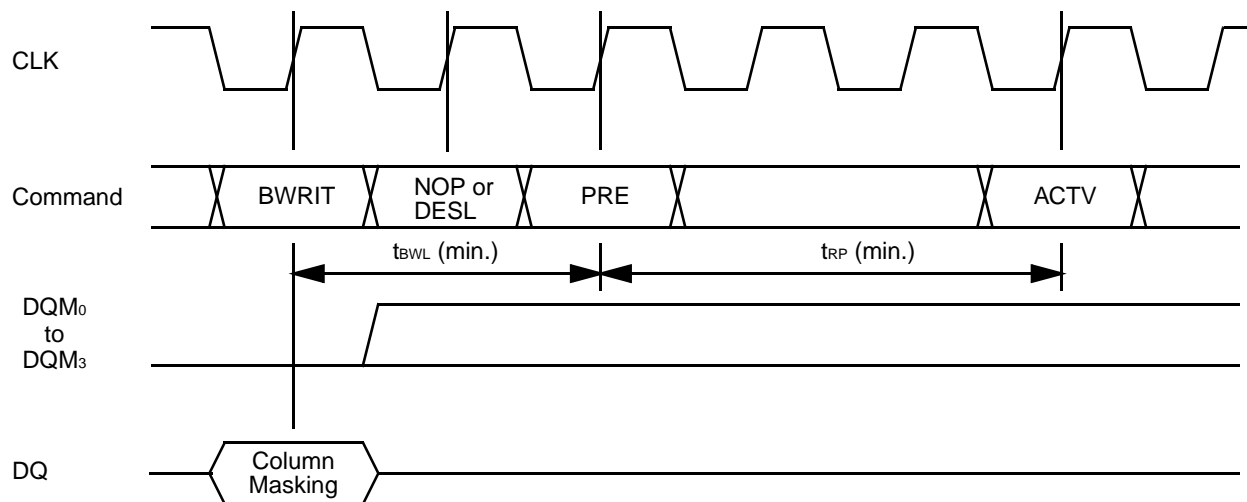 CLK
Command
BWRIT
NOP or
DESL
PRE
ACTV
tBWL (min.)
tRP (min.)
DQM0
to
DQM3
DQ
Column
Masking